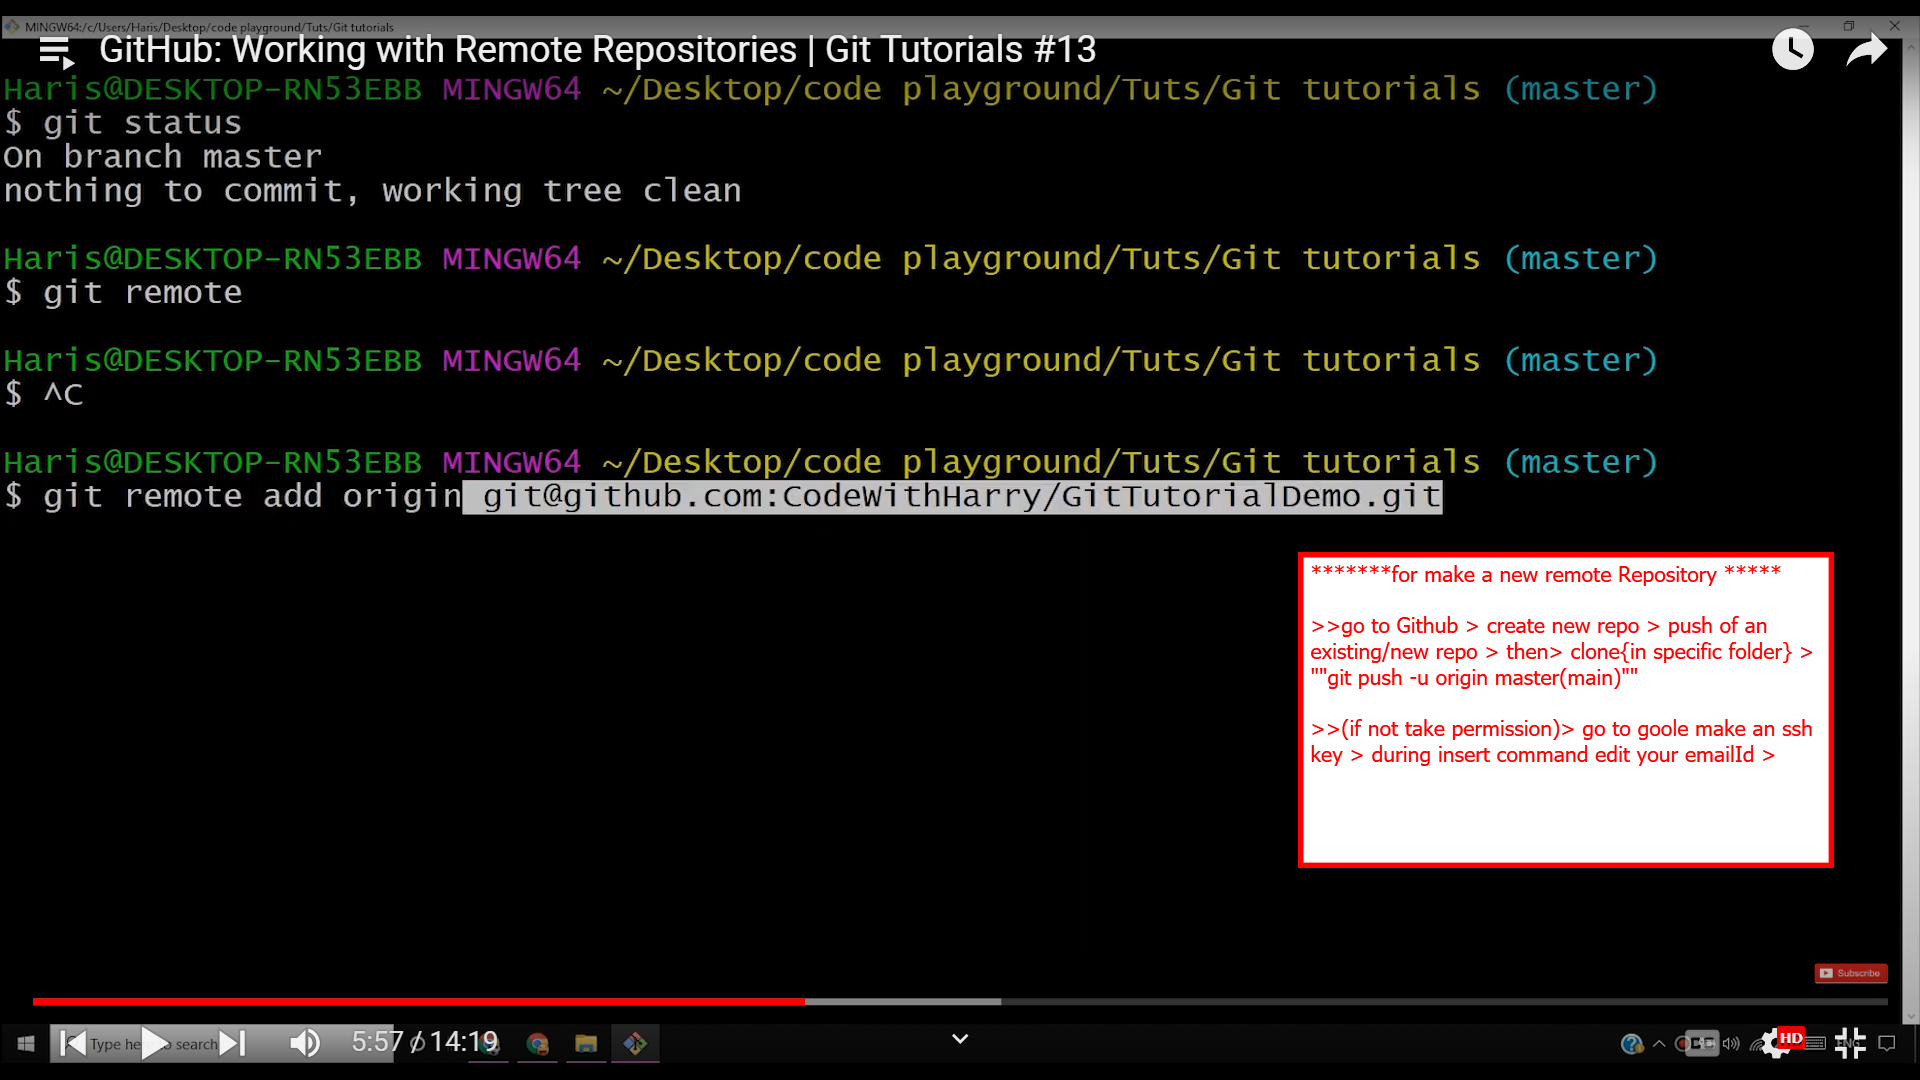 MINGW64:/c/Users/Haris/Desktop/code playground/Tuts/Git tutorials
GitHub: Working with Remote Repositories | Git Tutorials #13
Haris@DESKTOP-RN53EBB MINGW64 ~/Desktop/code playground/Tuts/Git tutorials (master)
$ git status
On branch master
nothing to commit, working tree clean
Haris@DESKTOP-RN53EBB MINGW64 ~/Desktop/code playground/Tuts/Git tutorials (master)
$ git remote
Haris@DESKTOP-RN53EBB MINGW64 ~/Desktop/code playground/Tuts/Git tutorials (master)
$ ^C
Haris@DESKTOP-RN53EBB MINGW64 ~/Desktop/code playground/Tuts/Git tutorials (master)
$ git remote add origin git@github.com:CodeWithHarry/GitTutorialDemo.git
*******for make a new remote Repository *****
>>go to Github > create new repo > push of an
existing/new repo > then> clone{in specific folder} >
""git push -u origin master(main)""
>>(if not take permission)> go to goole make an ssh
key > during insert command edit your emailId >
Subscribe
Type here to search
5:57 / 14:19
HD
ENG